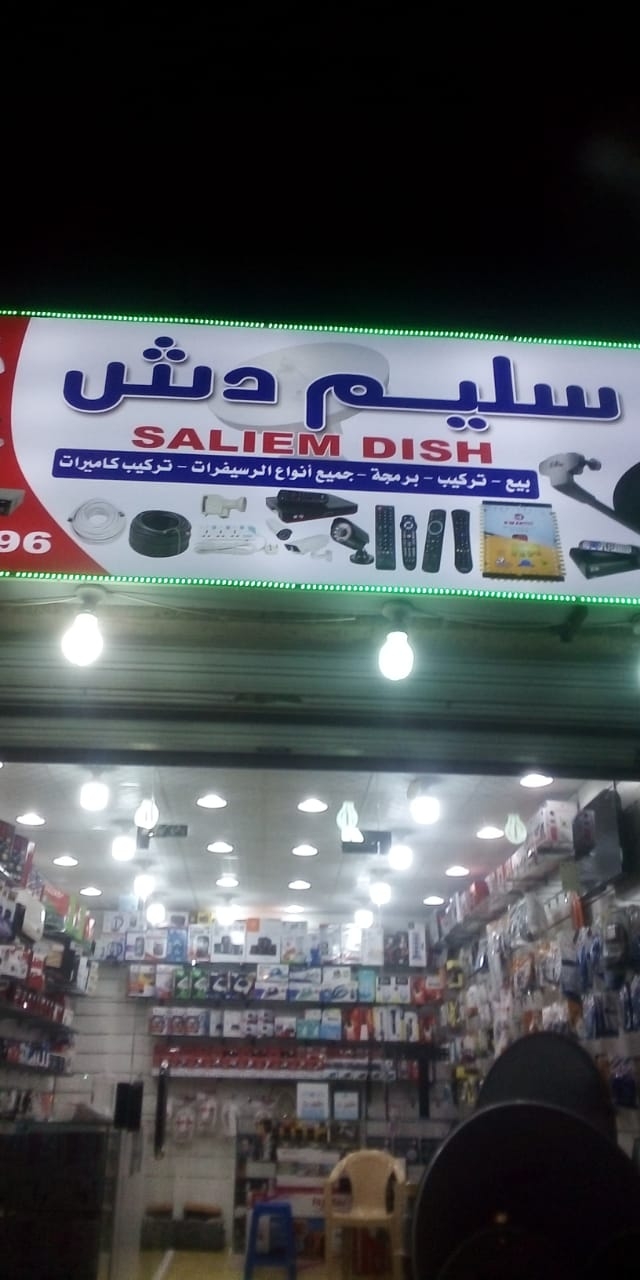 سليم دش
SALIEM DISH
بيع - تركيب - برمجة - جميع أنواع الرسيفرات - تركيب كاميرات
96